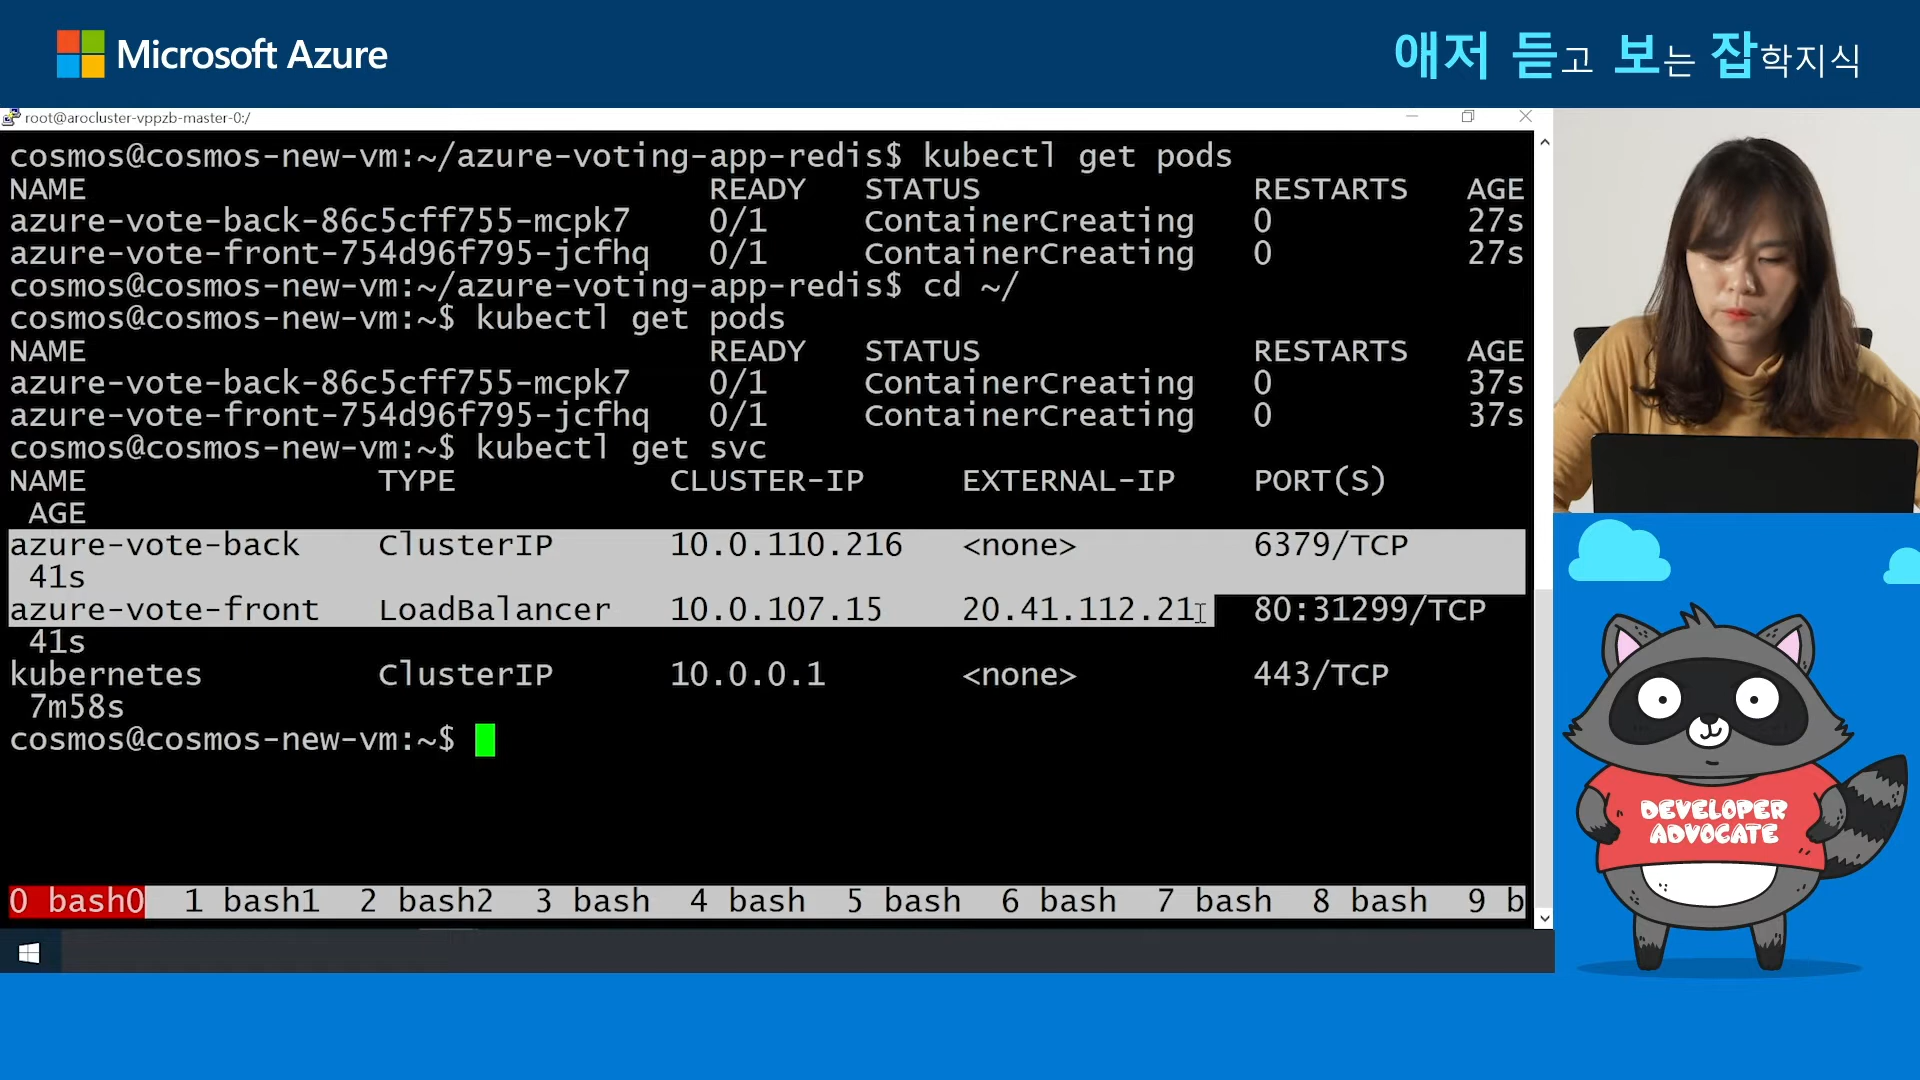 Microsoft Azure
애저 듣고 보는 잡학지식
root@arocluster-vppzb-master-0:/
cosmos@cosmos-new-vm:~/azure-voting-app-redis$ kubectl get pods
NAME READY STATUS RESTARTS AGE
azure-vote-back-86c5cff755-mcpk7 0/1 ContainerCreating 0 27s
azure-vote-front-754d96f795-jcfhq 0/1 ContainerCreating 0 27s
cosmos@cosmos-new-vm:~/azure-voting-app-redis$ cd ~/
cosmos@cosmos-new-vm:~$ kubectl get pods
NAME READY STATUS RESTARTS AGE
azure-vote-back-86c5cff755-mcpk7 0/1 ContainerCreating 0 37s
azure-vote-front-754d96f795-jcfhq 0/1 ContainerCreating 0 37s
cosmos@cosmos-new-vm:~$ kubectl get svc
NAME TYPE CLUSTER-IP EXTERNAL-IP PORT(S)
AGE
azure-vote-back ClusterIP 10.0.110.216 <none> 6379/TCP
41s
azure-vote-front LoadBalancer 10.0.107.15 20.41.112.21 80:31299/TCP
41s
kubernetes ClusterIP 10.0.0.1 <none> 443/TCP
7m58s
cosmos@cosmos-new-vm:~$
0 bash0 1 bash1 2 bash2 3 bash 4 bash 5 bash 6 bash 7 bash 8 bash 9 b
DEVELOPER
ADVOCATE